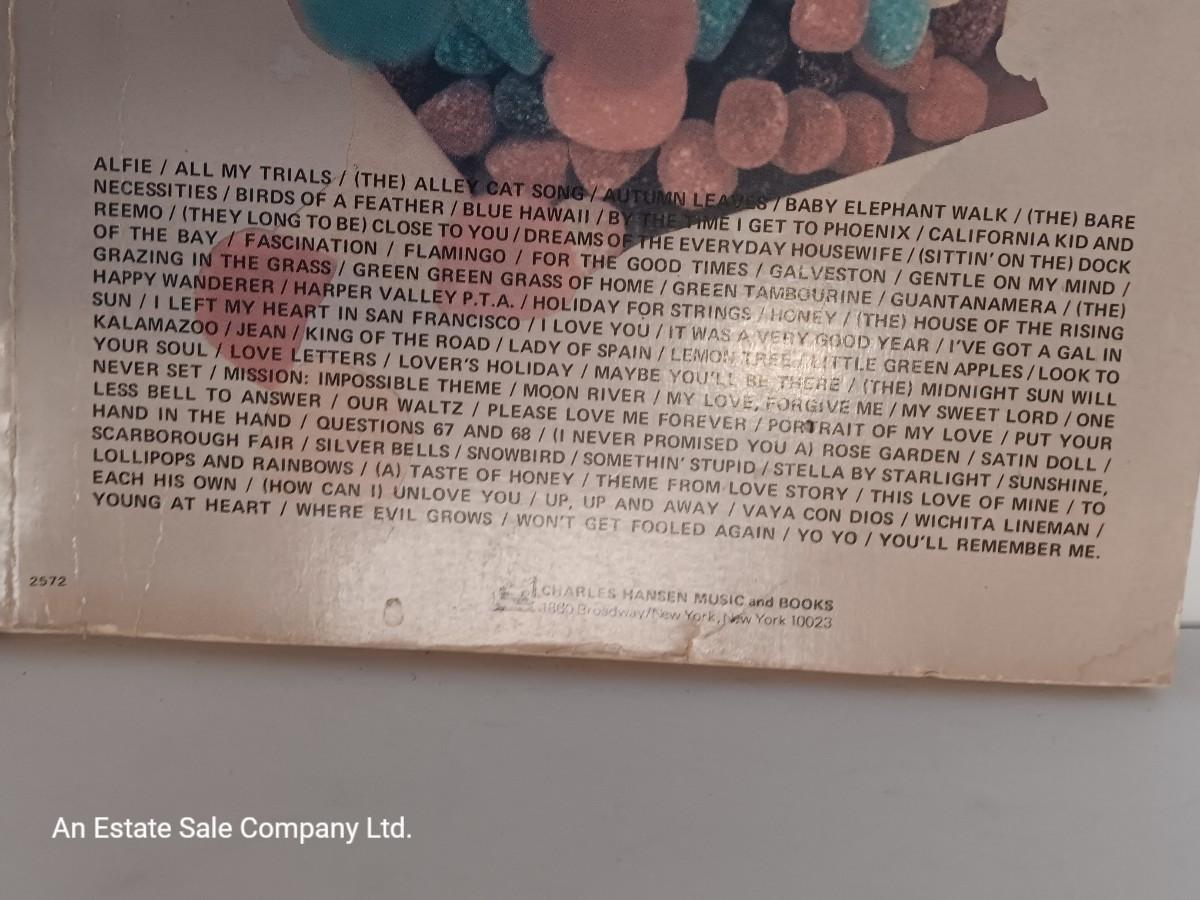 ALFIE / ALL MY TRIALS / (THE) ALLEY CAT SONG / AUTUMN LEAVES / BABY ELEPHANT WALK / (THE) BARE
NECESSITIES / BIRDS OF A FEATHER / BLUE HAWAII / BY THE TIME I GET TO PHOENIX / CALIFORNIA KID AND
REEMO / (THEY LONG TO BE) CLOSE TO YOU / DREAMS OF THE EVERYDAY HOUSEWIFE / (SITTIN' ON THE) DOCK
OF THE BAY / FASCINATION / FLAMINGO / FOR THE GOOD TIMES / GALVESTON / GENTLE ON MY MIND /
GRAZING IN THE GRASS / GREEN GREEN GRASS OF HOME / GREEN TAMBOURINE / GUANTANAMERA / (THE)
HAPPY WANDERER / HARPER VALLEY P.T.A. / HOLIDAY FOR STRINGS / HONEY / (THE) HOUSE OF THE RISING
SUN / I LEFT MY HEART IN SAN FRANCISCO / I LOVE YOU / IT WAS A VERY GOOD YEAR / I'VE GOT A GAL IN
KALAMAZOO / JEAN / KING OF THE ROAD / LADY OF SPAIN / LEMON TREE / LITTLE GREEN APPLES / LOOK TO
YOUR SOUL / LOVE LETTERS / LOVER'S HOLIDAY / MAYBE YOU'LL BE THERE / (THE) MIDNIGHT SUN WILL
NEVER SET / MISSION: IMPOSSIBLE THEME / MOON RIVER / MY LOVE, FORGIVE ME / MY SWEET LORD / ONE
LESS BELL TO ANSWER / OUR WALTZ / PLEASE LOVE ME FOREVER / PORTRAIT OF MY LOVE / PUT YOUR
HAND IN THE HAND / QUESTIONS 67 AND 68 / (I NEVER PROMISED YOU A) ROSE GARDEN / SATIN DOLL /
SCARBOROUGH FAIR / SILVER BELLS / SNOWBIRD / SOMETHIN' STUPID / STELLA BY STARLIGHT / SUNSHINE,
LOLLIPOPS AND RAINBOWS / (A) TASTE OF HONEY / THEME FROM LOVE STORY / THIS LOVE OF MINE / TO
EACH HIS OWN / (HOW CAN I) UNLOVE YOU / UP, UP AND AWAY / VAYA CON DIOS / WICHITA LINEMAN /
YOUNG AT HEART / WHERE EVIL GROWS / WON'T GET FOOLED AGAIN / YO YO / YOU'LL REMEMBER ME.
2572
CHARLES HANSEN MUSIC and BOOKS
1860 Broadway/New York, New York 10023
An Estate Sale Company Ltd.